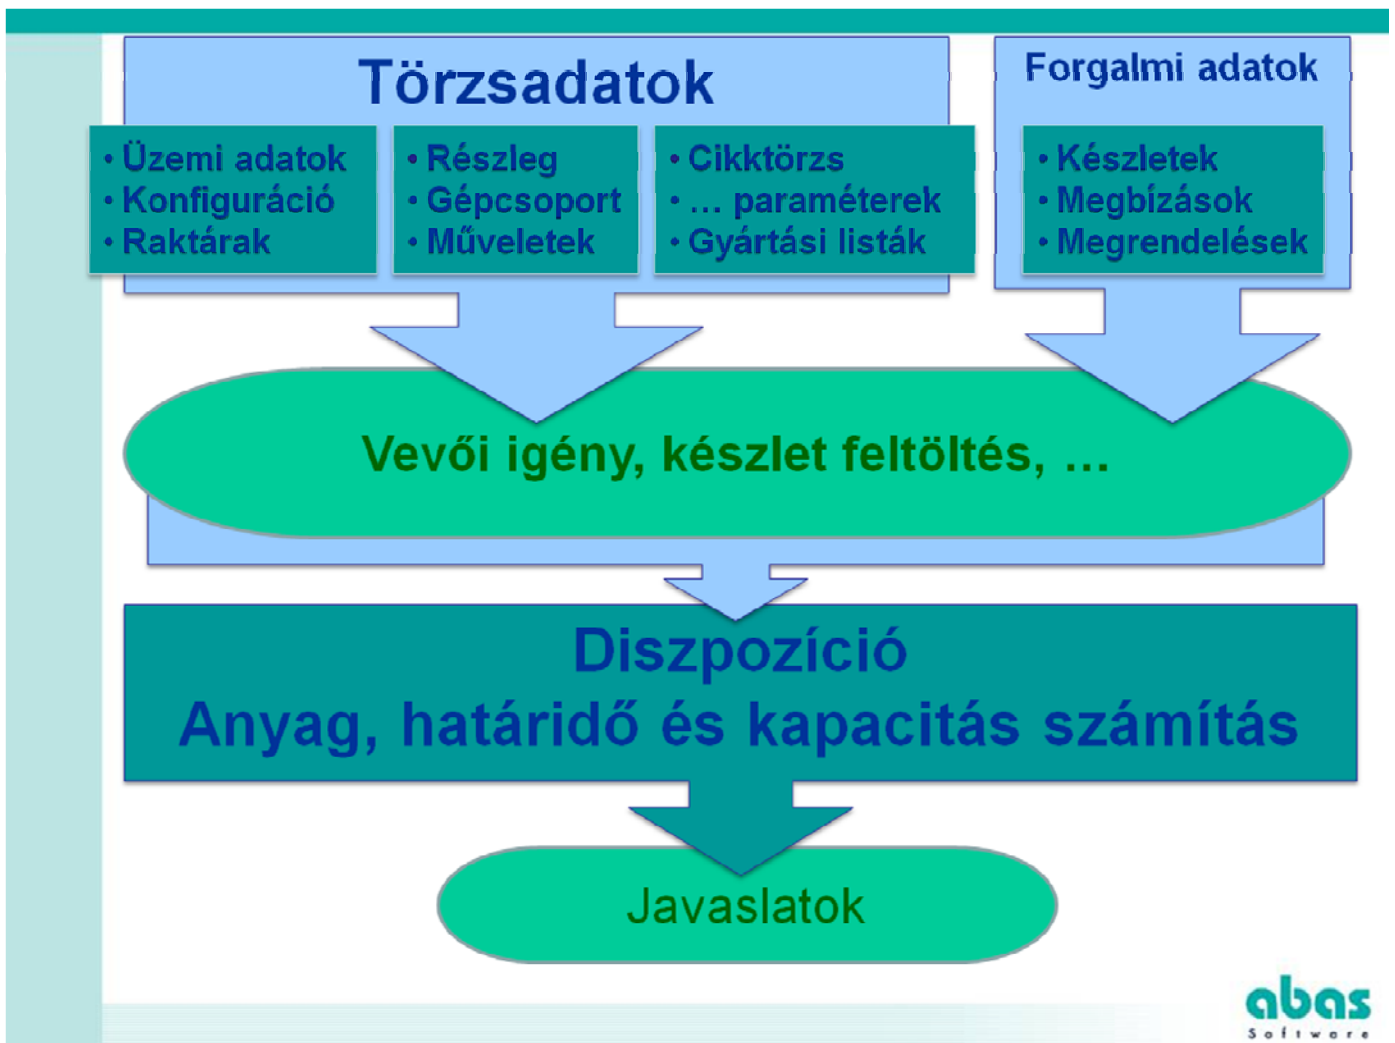 Törzsadatok
• Üzemi adatok
• Konfiguráció
• Raktárak
• Részleg
• Gépcsoport
• Műveletek
• Cikktörzs
• … paraméterek
• Gyártási listák
Forgalmi adatok
• Készletek
• Megbízások
• Megrendelések
Vevői igény, készlet feltöltés, …
Diszpozíció
Anyag, határidő és kapacitás számítás
Javaslatok
abas
Software